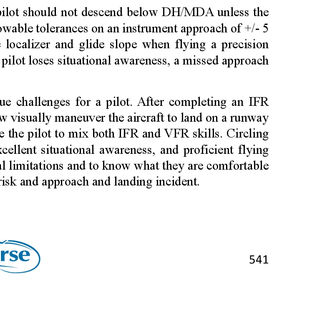 pilot should not descend below DH/MDA unless the
owable tolerances on an instrument approach of +/- 5
localizer and glide slope when flying a precision
pilot loses situational awareness, a missed approach
ue challenges for a pilot. After completing an IFR
w visually maneuver the aircraft to land on a runway
e the pilot to mix both IFR and VFR skills. Circling
xcellent situational awareness, and proficient flying
al limitations and to know what they are comfortable
risk and approach and landing incident.
rse
541